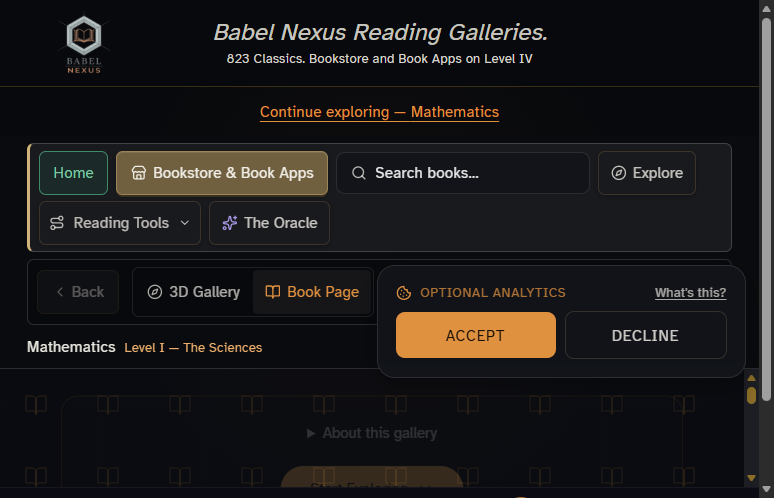 BABEL
NEXUS
Babel Nexus Reading Galleries.
823 Classics. Bookstore and Book Apps on Level IV
Continue exploring — Mathematics
Home
Bookstore & Book Apps
Search books...
Explore
Reading Tools
The Oracle
Back
3D Gallery
Book Page
OPTIONAL ANALYTICS
What's this?
ACCEPT
DECLINE
Mathematics Level I — The Sciences
About this gallery